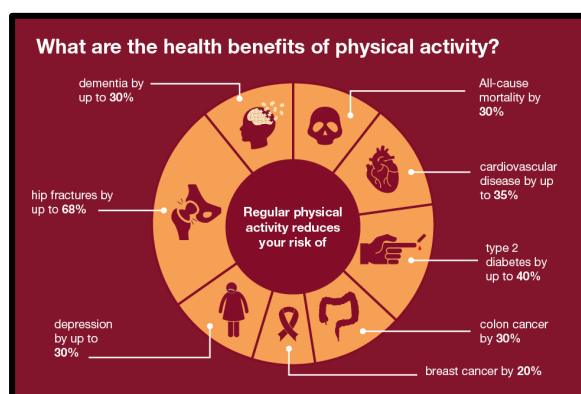 What are the health benefits of physical activity?
dementia by
up to 30%
All-cause
mortality by
30%
cardiovascular
disease by up
to 35%
hip fractures by
up to 68%
Regular physical
activity reduces
your risk of
type 2
diabetes by
up to 40%
depression
by up to
30%
colon cancer
by 30%
breast cancer by 20%